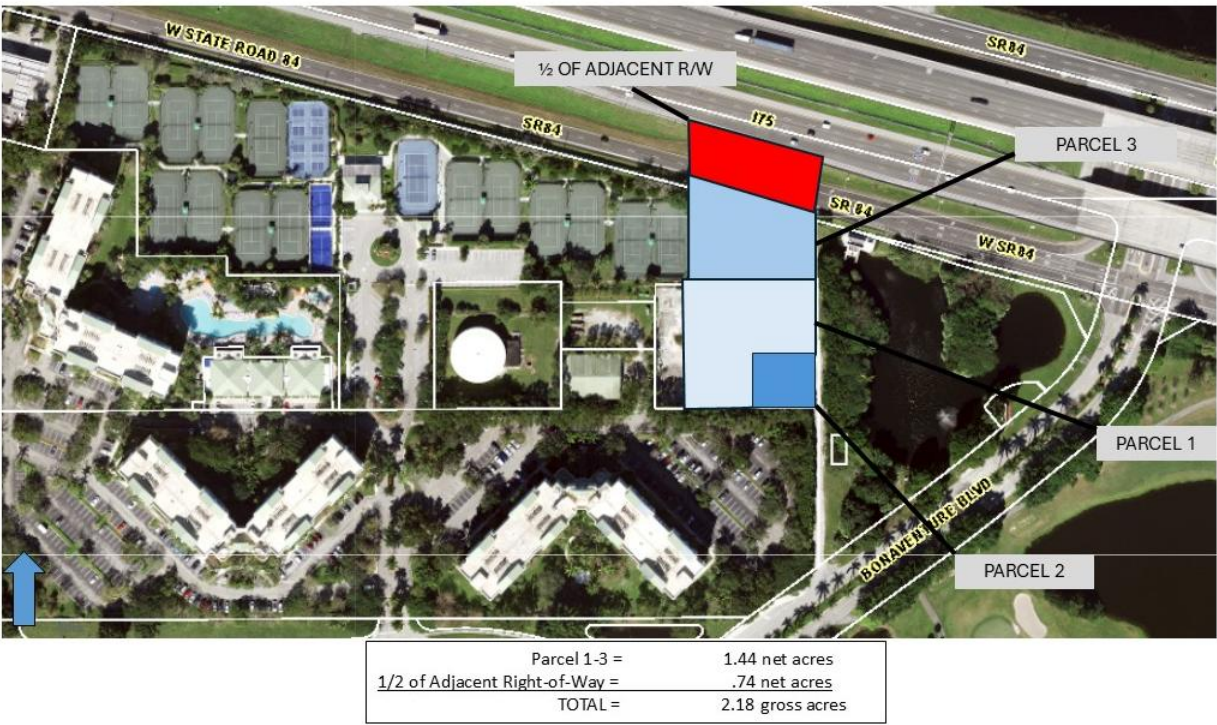 W STATE ROAD 84
SR84
½ OF ADJACENT R/W
I75
SR84
PARCEL 3
SR 84
W SR84
PARCEL 1
BONAVENTURE BLVD
PARCEL 2
Parcel 1-3 = 1.44 net acres
1/2 of Adjacent Right-of-Way = .74 net acres
TOTAL = 2.18 gross acres